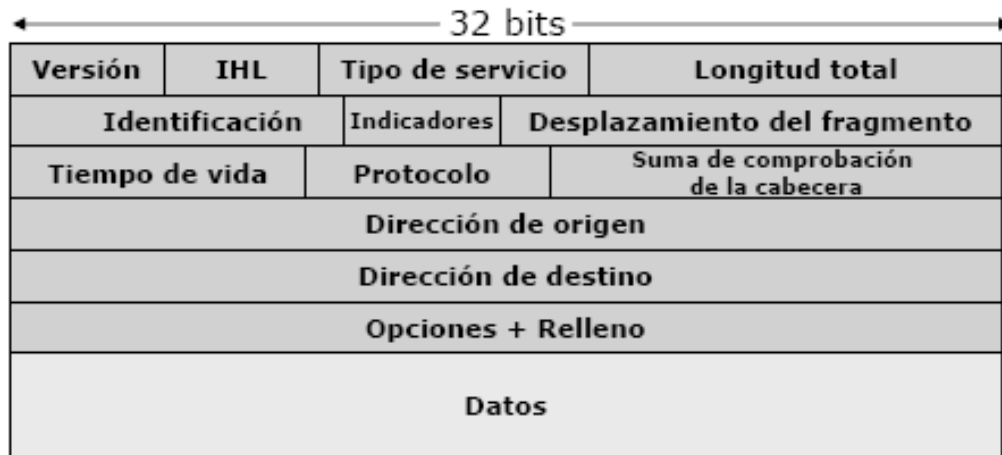 32 bits
Versión IHL Tipo de servicio Longitud total
Identificación Indicadores Desplazamiento del fragmento
Tiempo de vida Protocolo Suma de comprobación
de la cabecera
Dirección de origen
Dirección de destino
Opciones + Relleno
Datos